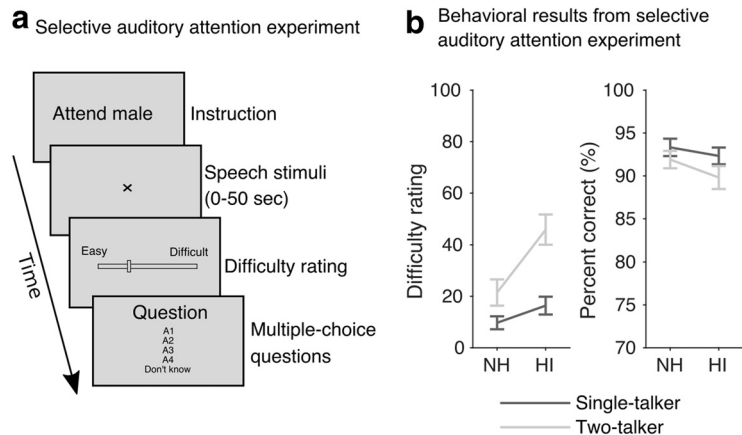 a Selective auditory attention experiment
Attend male
Instruction
×
Speech stimuli
(0-50 sec)
Easy
Difficult
Difficulty rating
Question
A1
A2
A3
A4
Don't know
Multiple-choice
questions
Time
b Behavioral results from selective
auditory attention experiment
Difficulty rating
100
80
60
40
20
0
NH HI
Percent correct (%)
100
95
90
85
80
75
70
NH HI
Single-talker
Two-talker